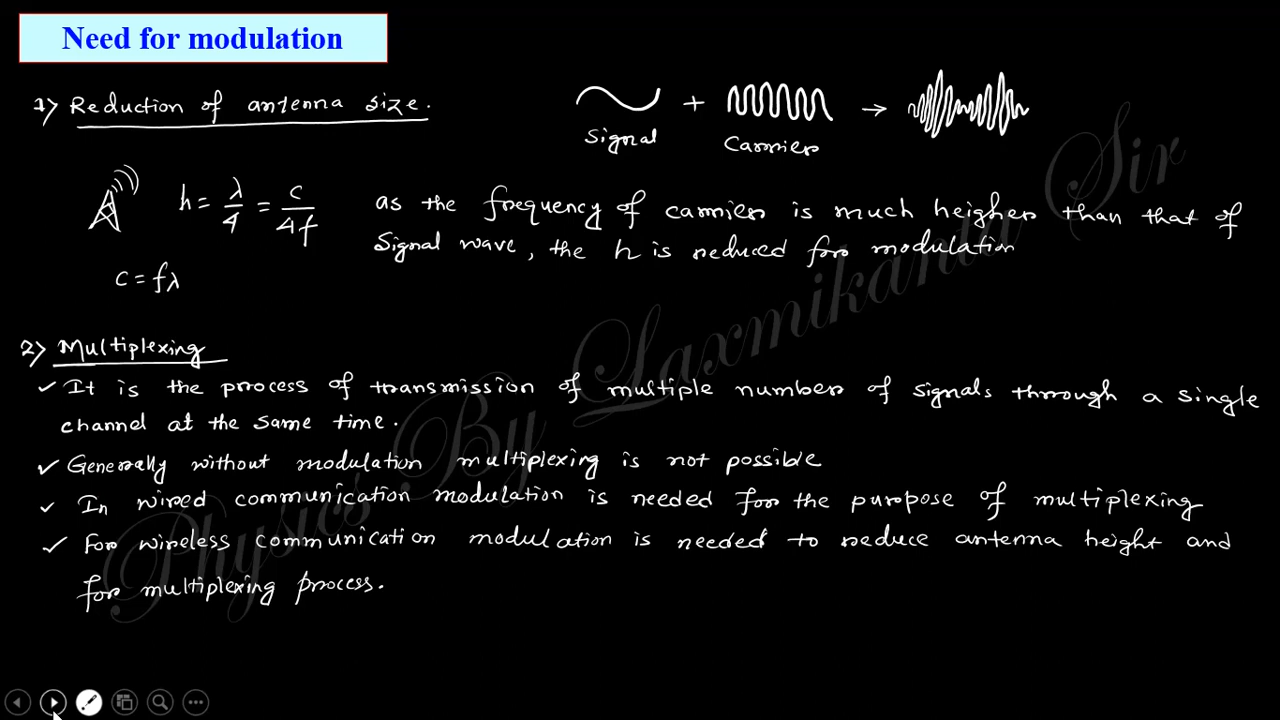 Need for modulation
1) Reduction of antenna size.
Signal + Carrier →
h = λ/4 = c/4f
c = fλ
as the frequency of carrier is much heigher than that of
signal wave, the h is reduced for modulation
2) Multiplexing
✓ It is the process of transmission of multiple number of signals through a single
channel at the same time.
✓ Generally without modulation multiplexing is not possible
✓ In wired communication modulation is needed for the purpose of multiplexing
✓ For wireless communication modulation is needed to reduce antenna height and
for multiplexing process.
Physics By Laxmikanta Sir